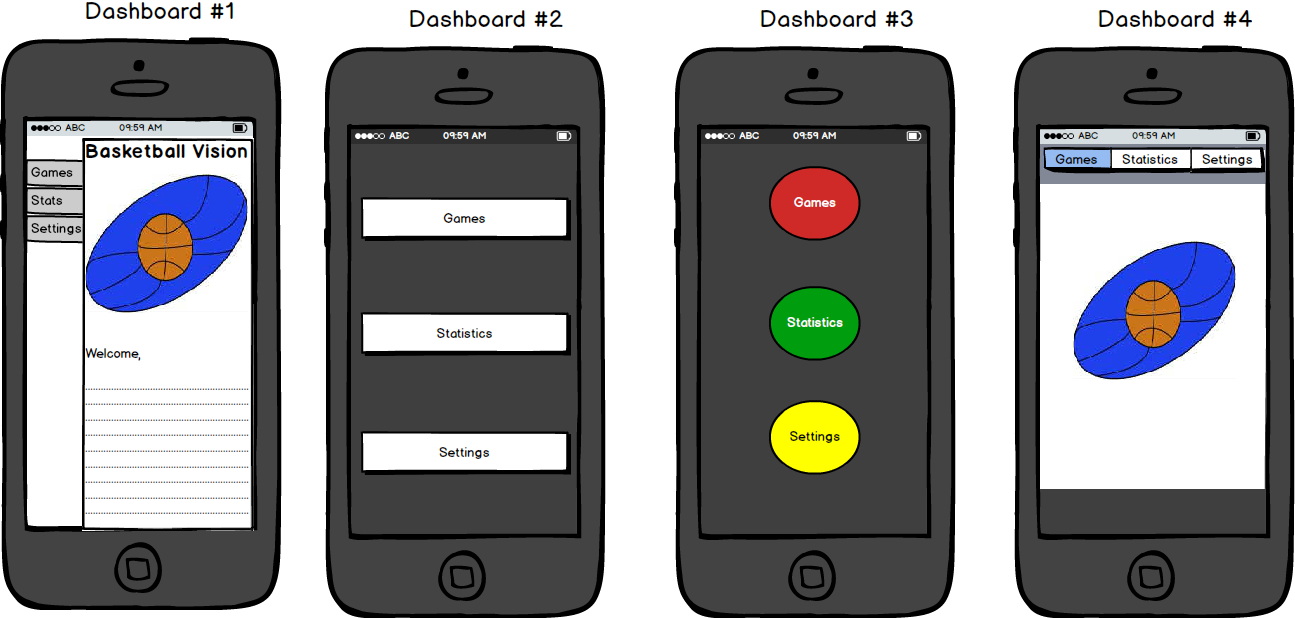 Dashboard #1
ABC 09:59 AM
Basketball Vision
Games
Stats
Settings
Welcome,
Dashboard #2
ABC 09:59 AM
Games
Statistics
Settings
Dashboard #3
ABC 09:59 AM
Games
Statistics
Settings
Dashboard #4
ABC 09:59 AM
Games Statistics Settings